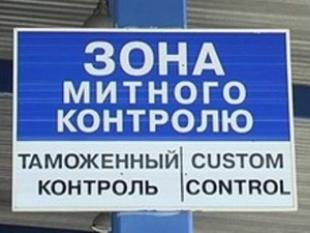 ЗОНА
МИТНОГО
КОНТРОЛЮ
ТАМОЖЕННЫЙ
КОНТРОЛЬ
CUSTOM
CONTROL